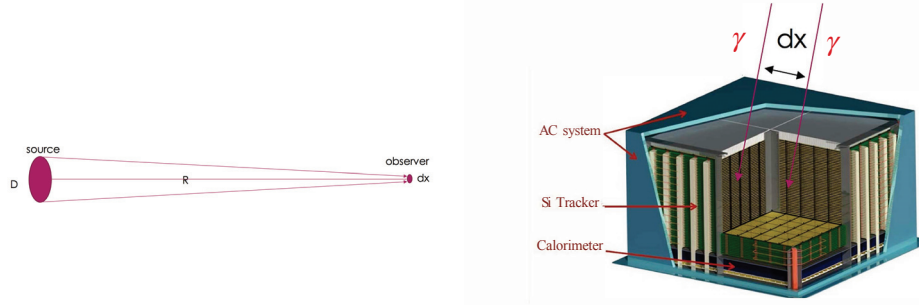 source
D
R
observer
dx
γ
dx
γ
AC system
Si Tracker
Calorimeter